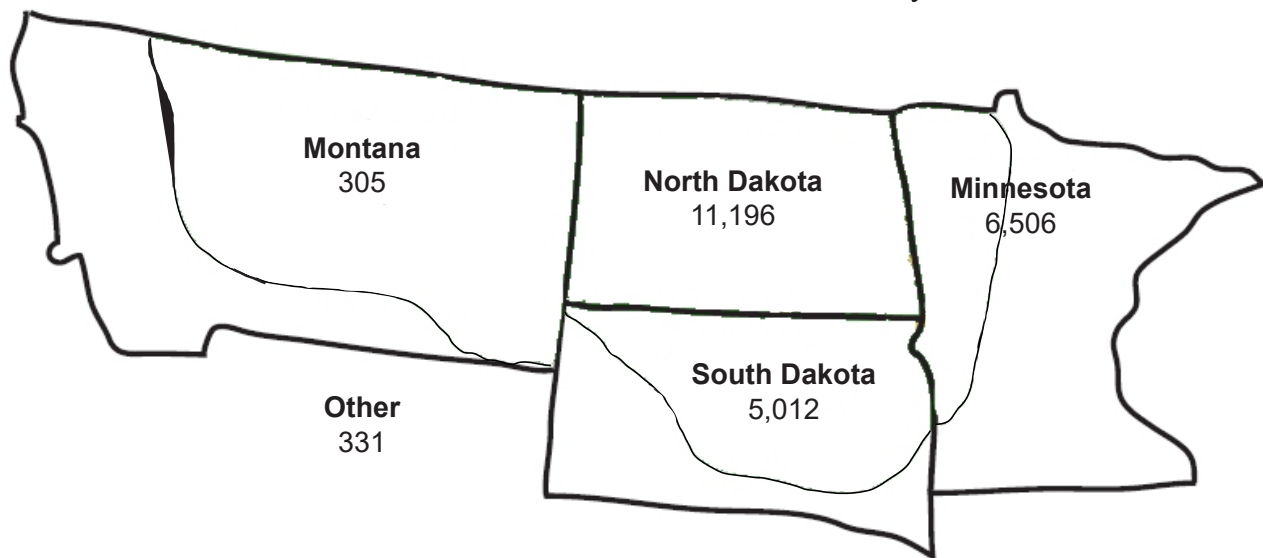 Montana
305
North Dakota
11,196
Minnesota
6,506
South Dakota
5,012
Other
331